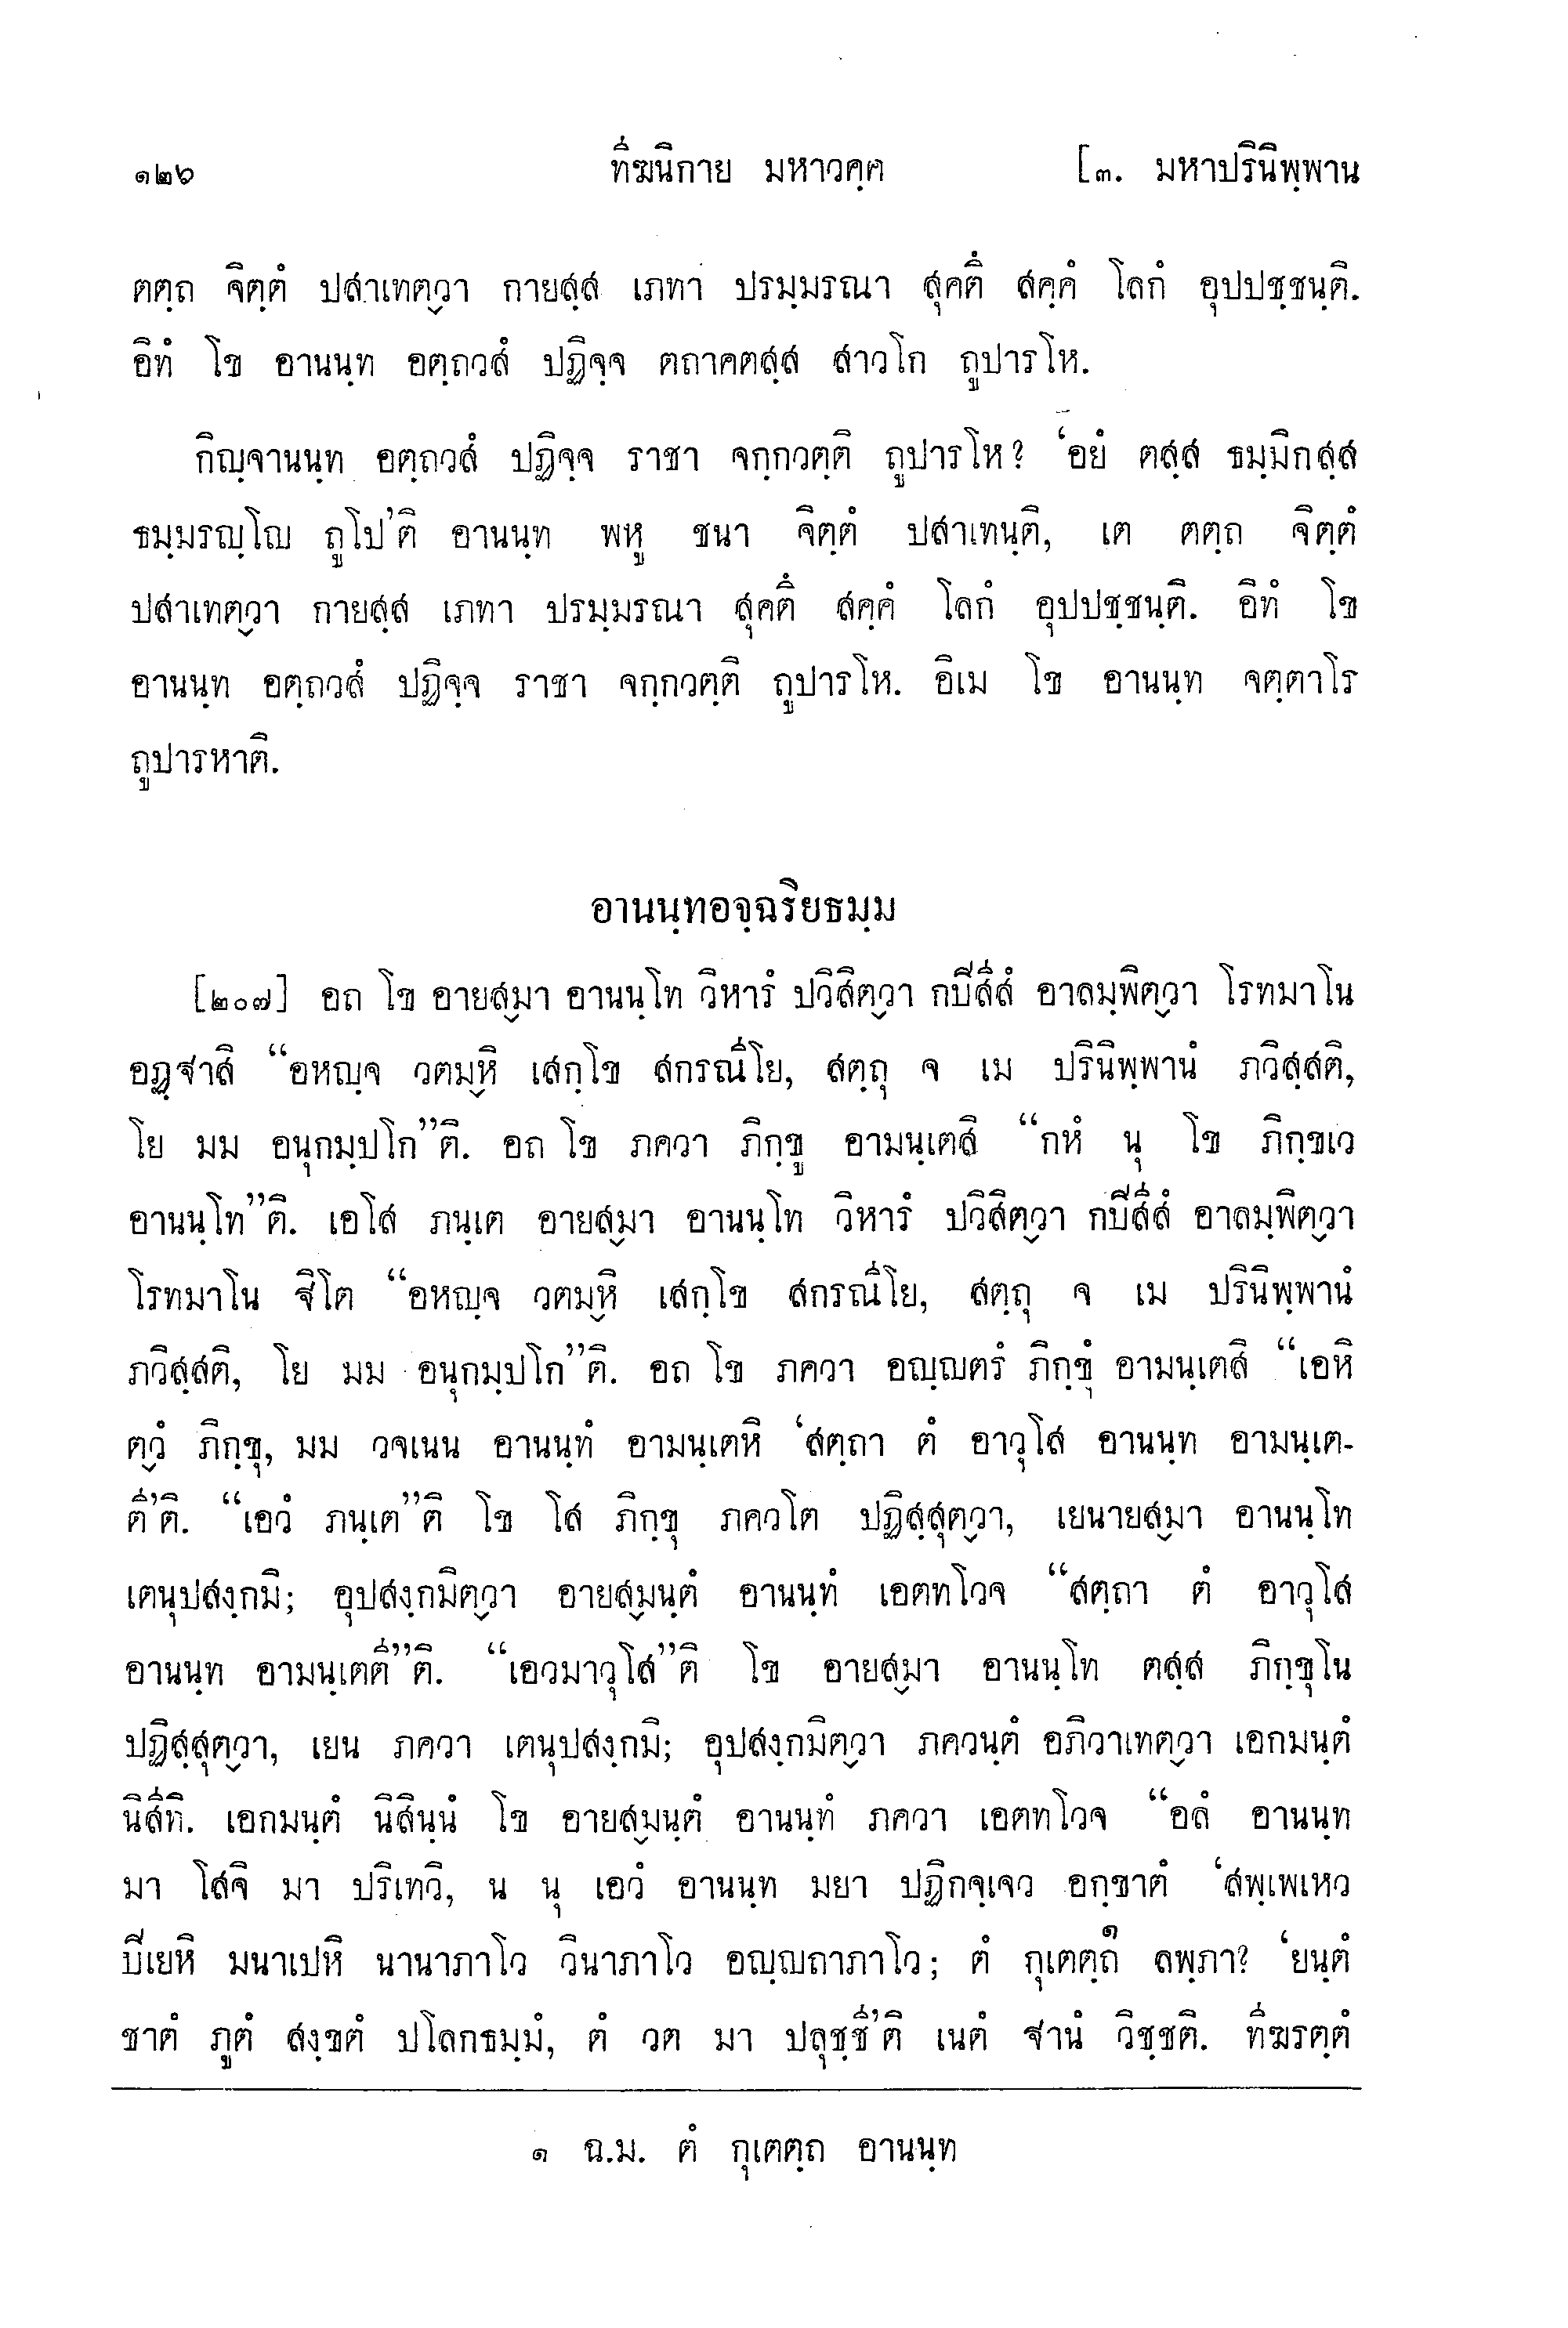 ๑๒๖ ทีฆนิกาย มหาวคฺค [๓. มหาปรินิพฺพาน
ตตฺถ จิตฺตํ ปสาเทตฺวา กายสฺส เภทา ปรมฺมรณา สุคตึ สคฺคํ โลกํ อุปปชฺชนฺติ.
อิทํ โข อานนฺท อตฺถวสํ ปฏิจฺจ ตถาคตสฺส สาวโก ถูปารโห.
กิญฺจานนฺท อตฺถวสํ ปฏิจฺจ ราชา จกฺกวตฺติ ถูปารโห? ‘อยํ ตสฺส ธมฺมิกสฺส
ธมฺมรญฺโญ ถูโป’ติ อานนฺท พหู ชนา จิตฺตํ ปสาเทนฺติ, เต ตตฺถ จิตฺตํ
ปสาเทตฺวา กายสฺส เภทา ปรมฺมรณา สุคตึ สคฺคํ โลกํ อุปปชฺชนฺติ. อิทํ โข
อานนฺท อตฺถวสํ ปฏิจฺจ ราชา จกฺกวตฺติ ถูปารโห. อิเม โข อานนฺท จตฺตาโร
ถูปารหาติ.
อานนฺทอจฺฉริยธมฺม
[๒๐๗] อถ โข อายสฺมา อานนฺโท วิหารํ ปวิสิตฺวา กปีสีสํ อาลมฺพิตฺวา โรทมาโน
อฏฺฐาสิ “อหญฺจ วตมฺหิ เสกฺโข สกรณีโย, สตฺถุ จ เม ปรินิพฺพานํ ภวิสฺสติ,
โย มม อนุกมฺปโก”ติ. อถ โข ภควา ภิกฺขู อามนฺเตสิ “กหํ นุ โข ภิกฺขเว
อานนฺโท”ติ. เอโส ภนฺเต อายสฺมา อานนฺโท วิหารํ ปวิสิตฺวา กปีสีสํ อาลมฺพิตฺวา
โรทมาโน ฐิโต “อหญฺจ วตมฺหิ เสกฺโข สกรณีโย, สตฺถุ จ เม ปรินิพฺพานํ
ภวิสฺสติ, โย มม อนุกมฺปโก”ติ. อถ โข ภควา อญฺญตรํ ภิกฺขุํ อามนฺเตสิ “เอหิ
ตฺวํ ภิกฺขุ, มม วจเนน อานนฺทํ อามนฺเตหิ ‘สตฺถา ตํ อาวุโส อานนฺท อามนฺเต-
ตี’ติ. “เอวํ ภนฺเต”ติ โข โส ภิกฺขุ ภควโต ปฏิสฺสุตฺวา, เยนายสฺมา อานนฺโท
เตนุปสงฺกมิ; อุปสงฺกมิตฺวา อายสฺมนฺตํ อานนฺทํ เอตทโวจ “สตฺถา ตํ อาวุโส
อานนฺท อามนฺเตตี”ติ. “เอวมาวุโส”ติ โข อายสฺมา อานนฺโท ตสฺส ภิกฺขุโน
ปฏิสฺสุตฺวา, เยน ภควา เตนุปสงฺกมิ; อุปสงฺกมิตฺวา ภควนฺตํ อภิวาเทตฺวา เอกมนฺตํ
นิสีทิ. เอกมนฺตํ นิสินฺนํ โข อายสฺมนฺตํ อานนฺทํ ภควา เอตทโวจ “อลํ อานนฺท
มา โสจิ มา ปริเทวิ, น นุ เอวํ อานนฺท มยา ปฏิกจฺเจว อกฺขาตํ ‘สพฺเพเหว
ปิเยหิ มนาเปหิ นานาภาโว วินาภาโว อญฺญถาภาโว; ตํ กุเตตฺถ๑ ลพฺภา? ‘ยนฺตํ
ชาตํ ภูตํ สงฺขตํ ปโลกธมฺมํ, ตํ วต มา ปลุชฺชี’ติ เนตํ ฐานํ วิชฺชติ. ทีฆรตฺตํ
๑ ฉ.ม. ตํ กุเตตฺถ อานนฺท